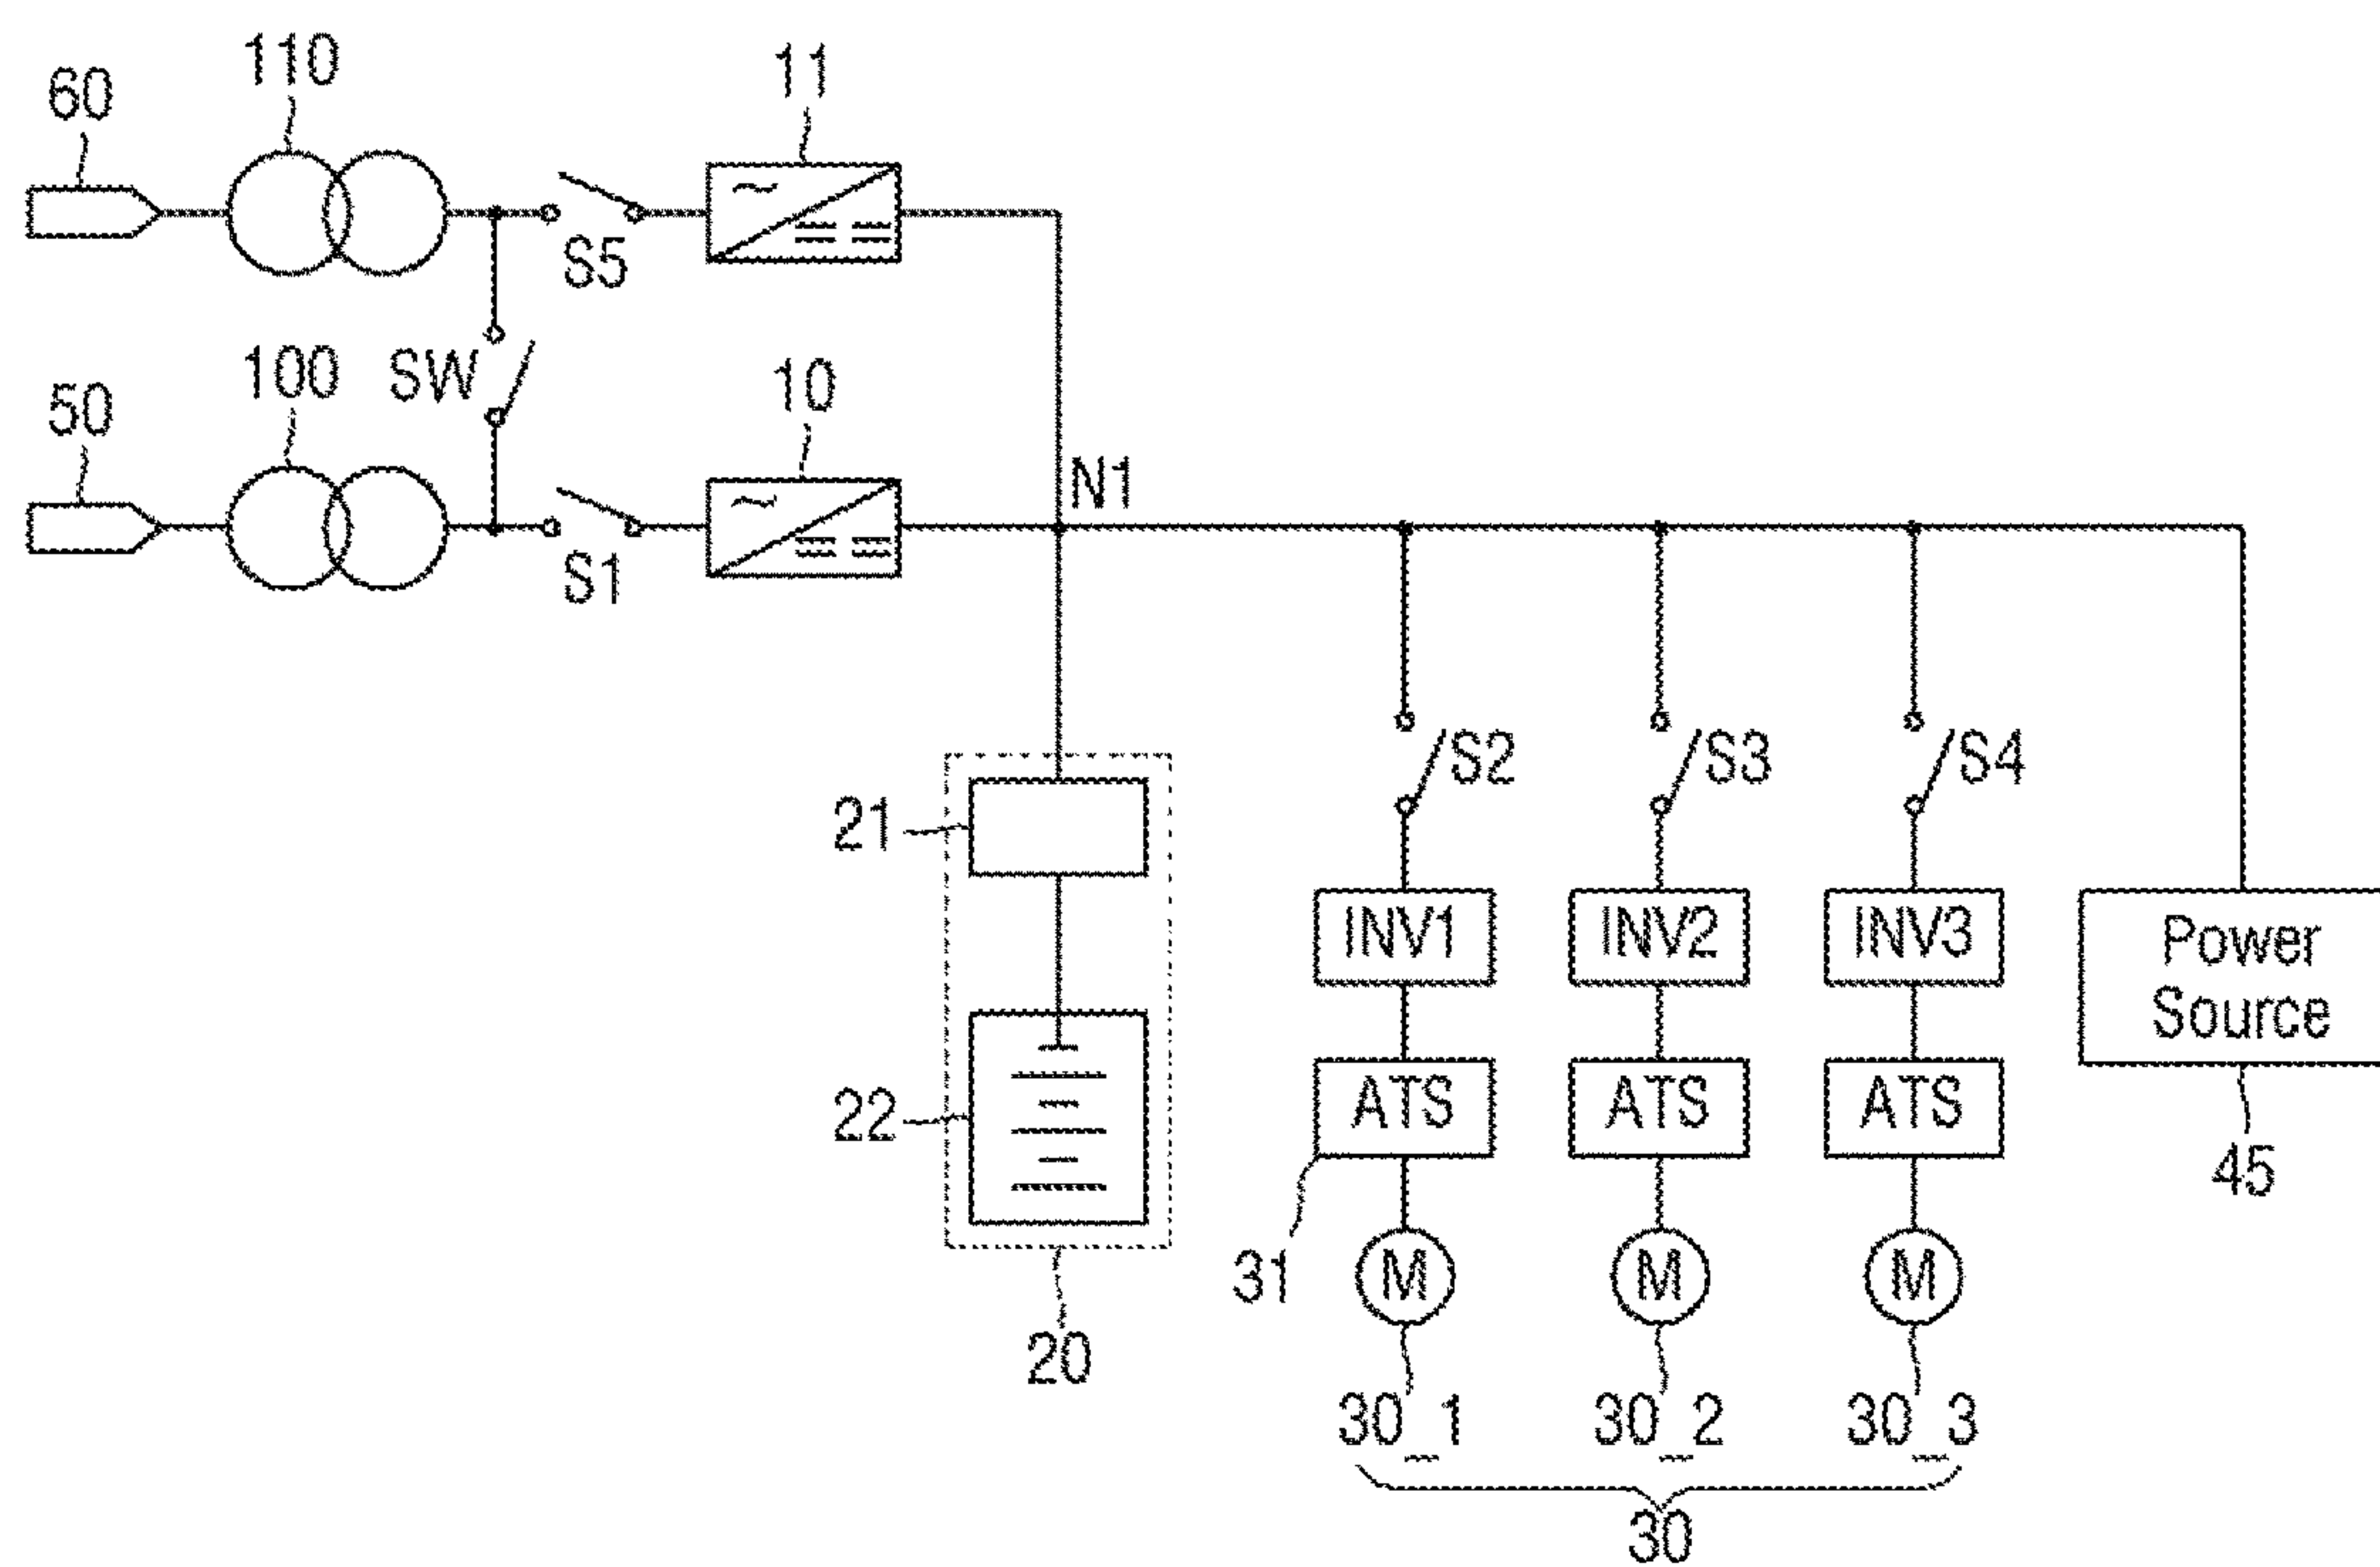 110
11
60
S5
100
SW
10
50
N1
S1
S2
S3
S4
21
INV1
INV2
INV3
Power
Source
22
ATS
ATS
ATS
45
31
M
M
M
20
30_1
30_2
30_3
30